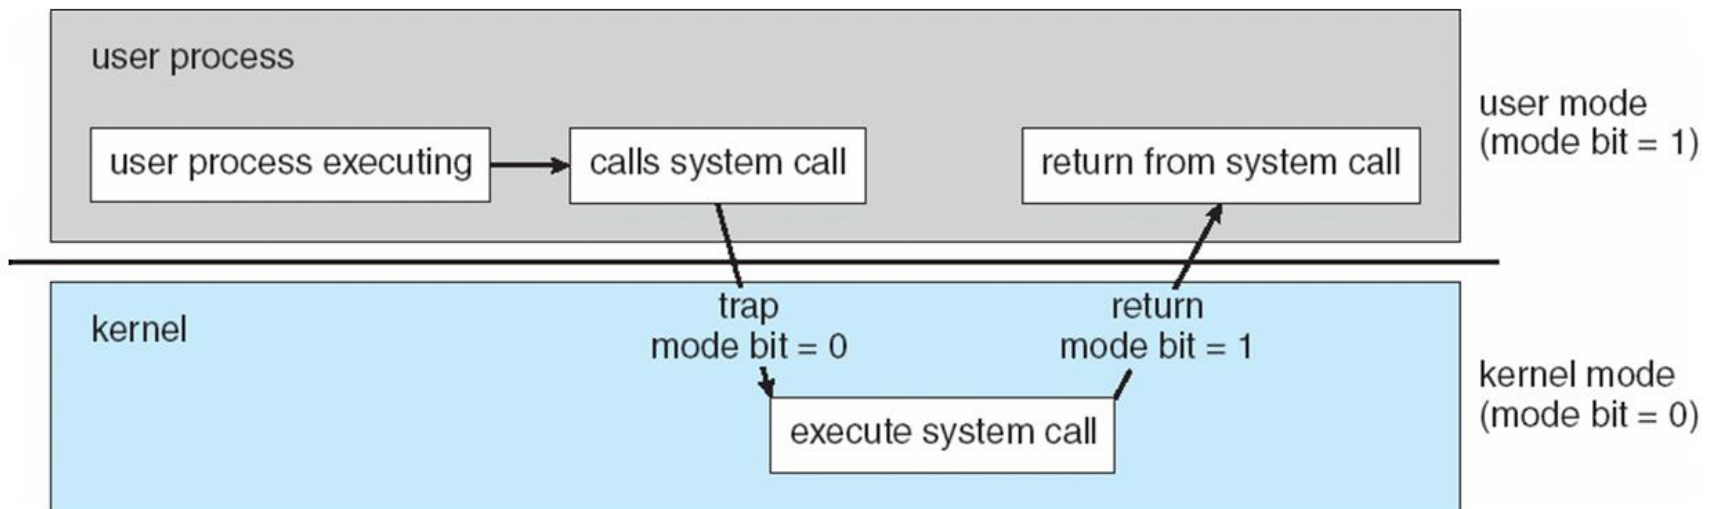 user process
user process executing
calls system call
return from system call
user mode
(mode bit = 1)
kernel
trap
mode bit = 0
return
mode bit = 1
execute system call
kernel mode
(mode bit = 0)